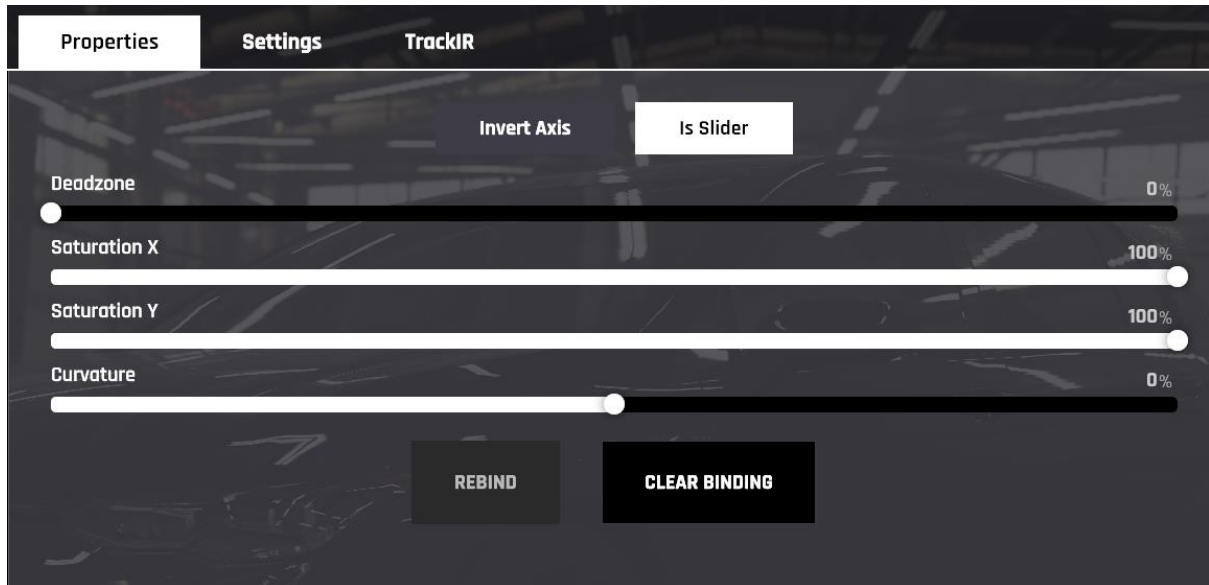 Properties Settings TrackIR
Invert Axis Is Slider
Deadzone 0%
Saturation X 100%
Saturation Y 100%
Curvature 0%
REBIND CLEAR BINDING